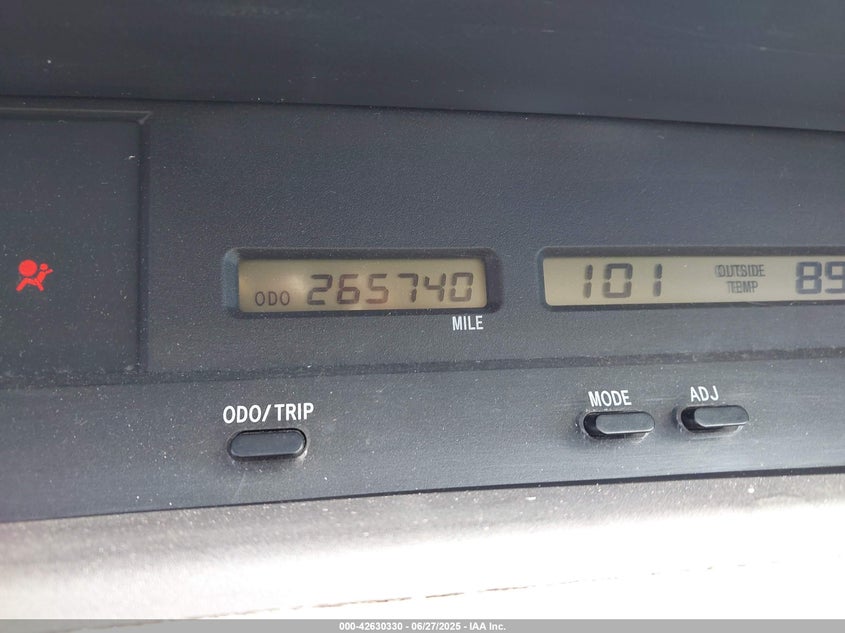 ODO 265740
MILE
101 OUTSIDE TEMP 89
ODO/TRIP
MODE
ADJ
000-42630330 - 06/27/2025 - IAA Inc.